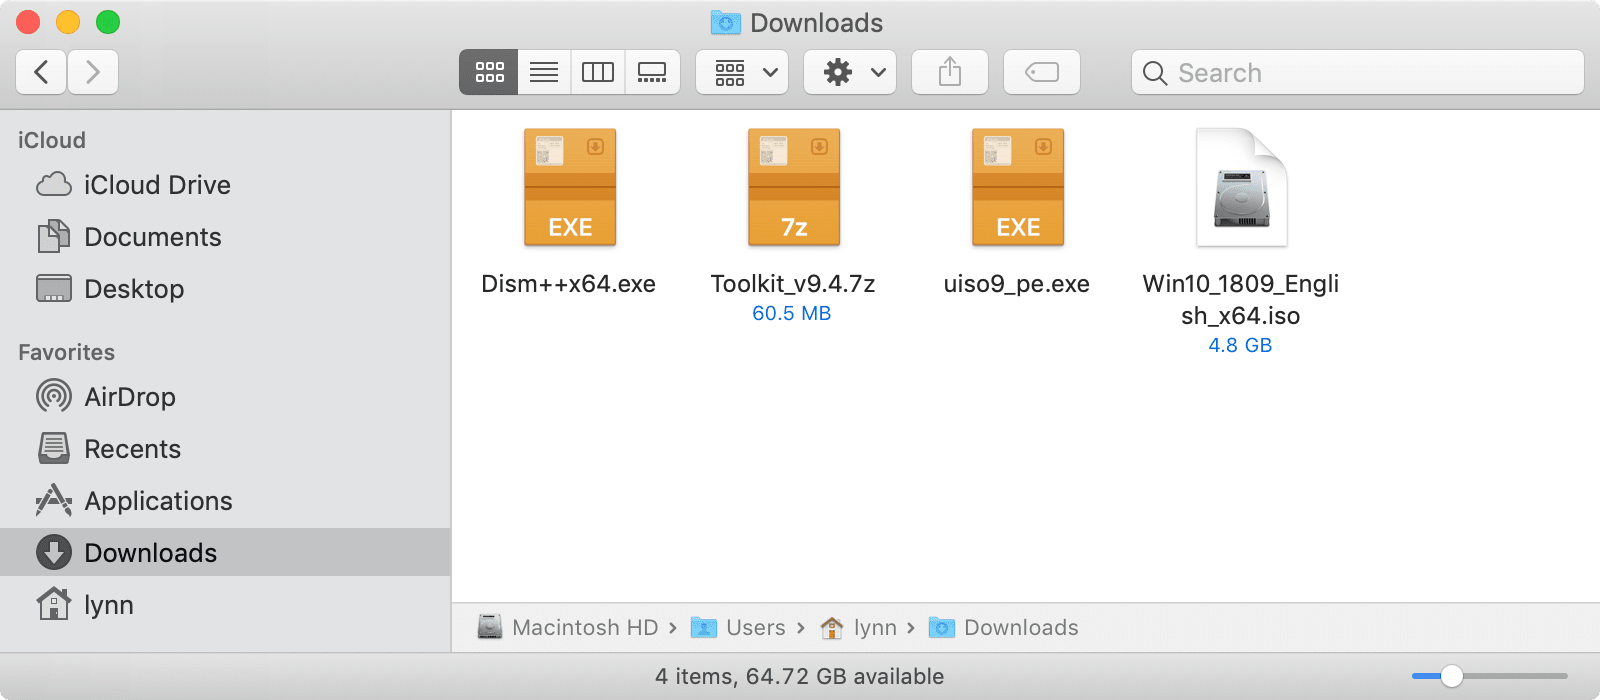 Downloads
Search
iCloud
iCloud Drive
Documents
Desktop
Favorites
AirDrop
Recents
Applications
Downloads
lynn
EXE
Dism++x64.exe
7z
Toolkit_v9.4.7z
60.5 MB
EXE
uiso9_pe.exe
Win10_1809_Engli
sh_x64.iso
4.8 GB
Macintosh HD › Users › lynn › Downloads
4 items, 64.72 GB available